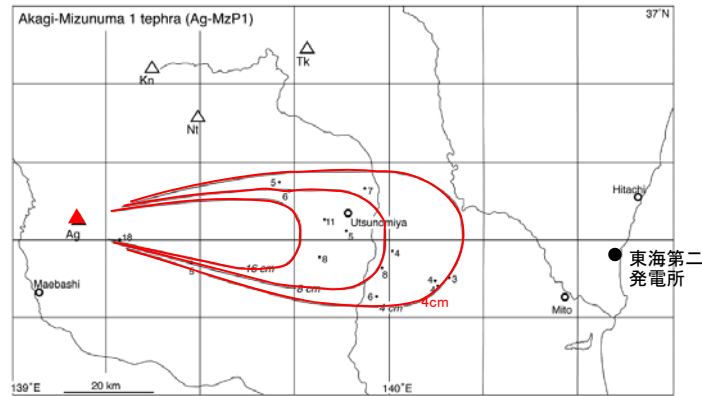 Akagi-Mizunuma 1 tephra (Ag-MzP1)
37°N
Tk
Kn
Nt
5
6
7
Hitachi
11
Utsunomiya
Ag
18
5
4
8
16 cm
8
東海第二
発電所
5
4
3
4
Maebashi
8 cm
6
4 cm
4cm
Mito
139°E
20 km
140°E